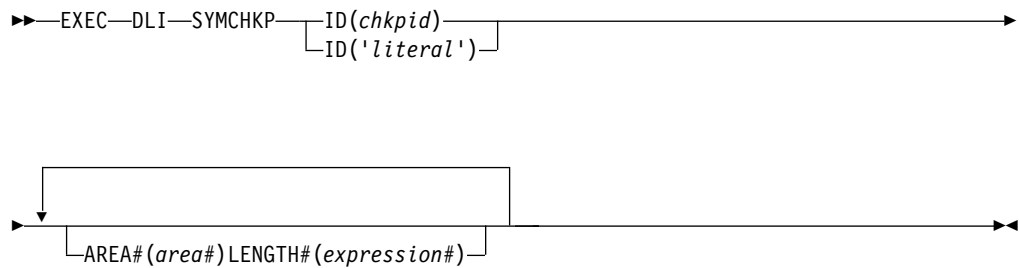 EXEC DLI SYMCHKP ID(chkpid)
ID('literal')
AREA#(area#)LENGTH#(expression#)